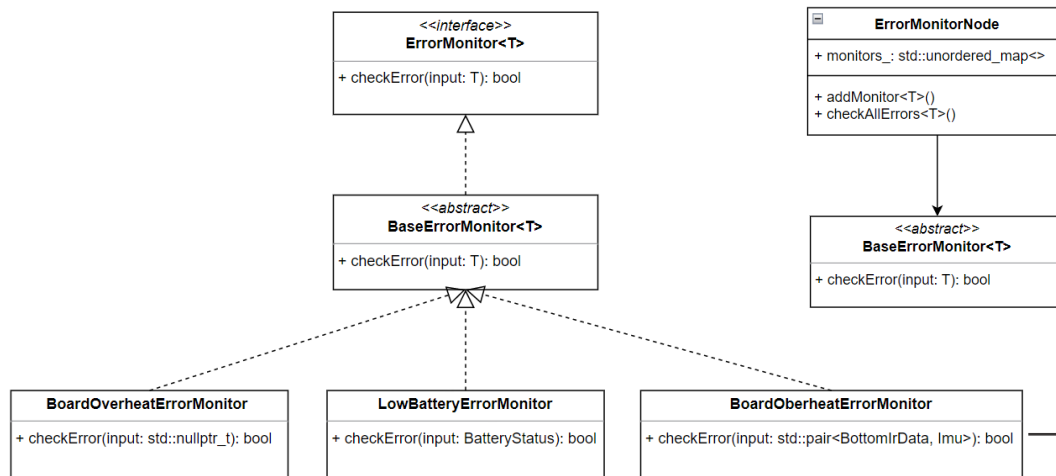 <<interface>>
ErrorMonitor<T>
+ checkError(input: T): bool
ErrorMonitorNode
+ monitors_: std::unordered_map<>
+ addMonitor<T>()
+ checkAllErrors<T>()
<<abstract>>
BaseErrorMonitor<T>
+ checkError(input: T): bool
<<abstract>>
BaseErrorMonitor<T>
+ checkError(input: T): bool
BoardOverheatErrorMonitor
+ checkError(input: std::nullptr_t): bool
LowBatteryErrorMonitor
+ checkError(input: BatteryStatus): bool
BoardOberheatErrorMonitor
+ checkError(input: std::pair<BottomIrData, Imu>): bool